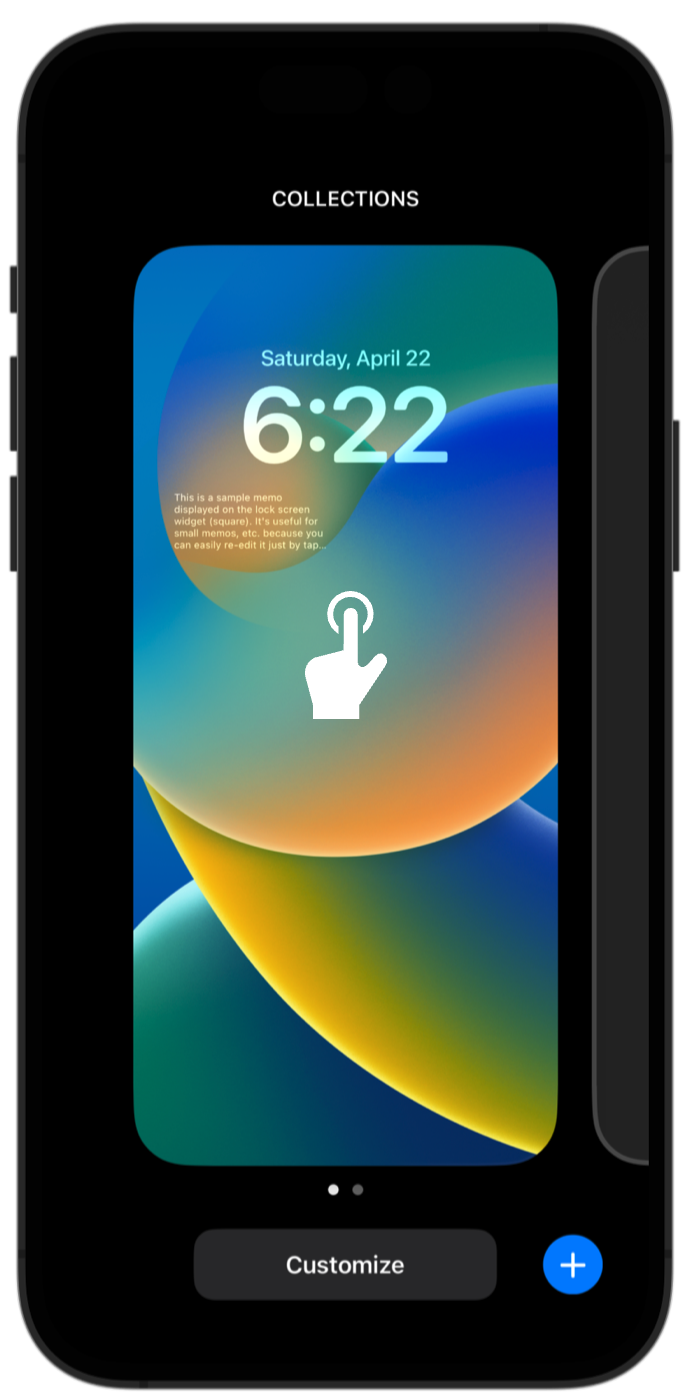 COLLECTIONS
Saturday, April 22
6:22
This is a sample memo
displayed on the lock screen
widget (square). It's useful for
small memos, etc. because you
can easily re-edit it just by tap...
Customize